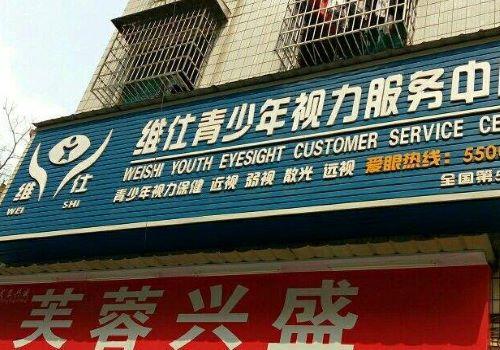 维仕青少年视力服务中
WEISHI YOUTH EYESIGHT CUSTOMER SERVICE CE
维 仕
WEI SHI
青少年视力保健 近视 弱视 散光 远视 爱眼热线：550
全国第5
芙蓉兴盛